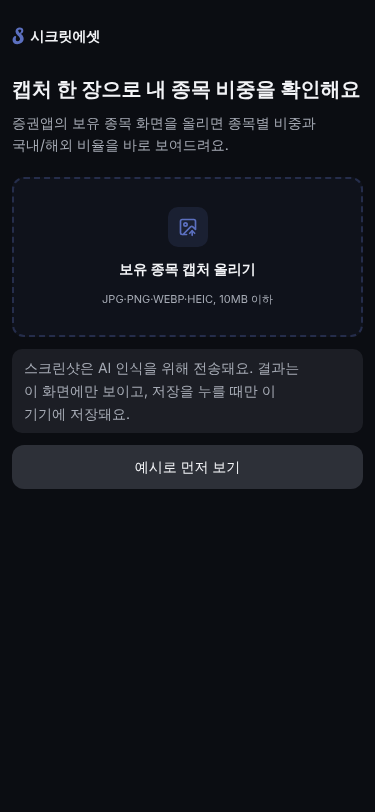 시크릿에셋
캡처 한 장으로 내 종목 비중을 확인해요
증권앱의 보유 종목 화면을 올리면 종목별 비중과
국내/해외 비율을 바로 보여드려요.
보유 종목 캡처 올리기
JPG·PNG·WEBP·HEIC, 10MB 이하
스크린샷은 AI 인식을 위해 전송돼요. 결과는
이 화면에만 보이고, 저장을 누를 때만 이
기기에 저장돼요.
예시로 먼저 보기